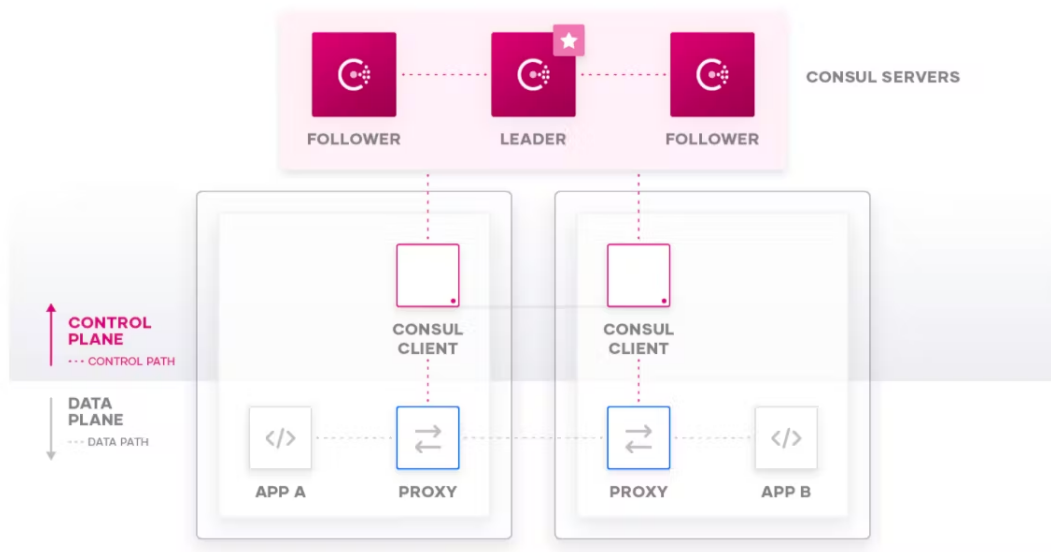 CONSUL SERVERS
FOLLOWER
LEADER
FOLLOWER
CONSUL
CLIENT
CONSUL
CLIENT
CONTROL
PLANE
--- CONTROL PATH
DATA
PLANE
--- DATA PATH
</>
</>
APP A
PROXY
PROXY
APP B